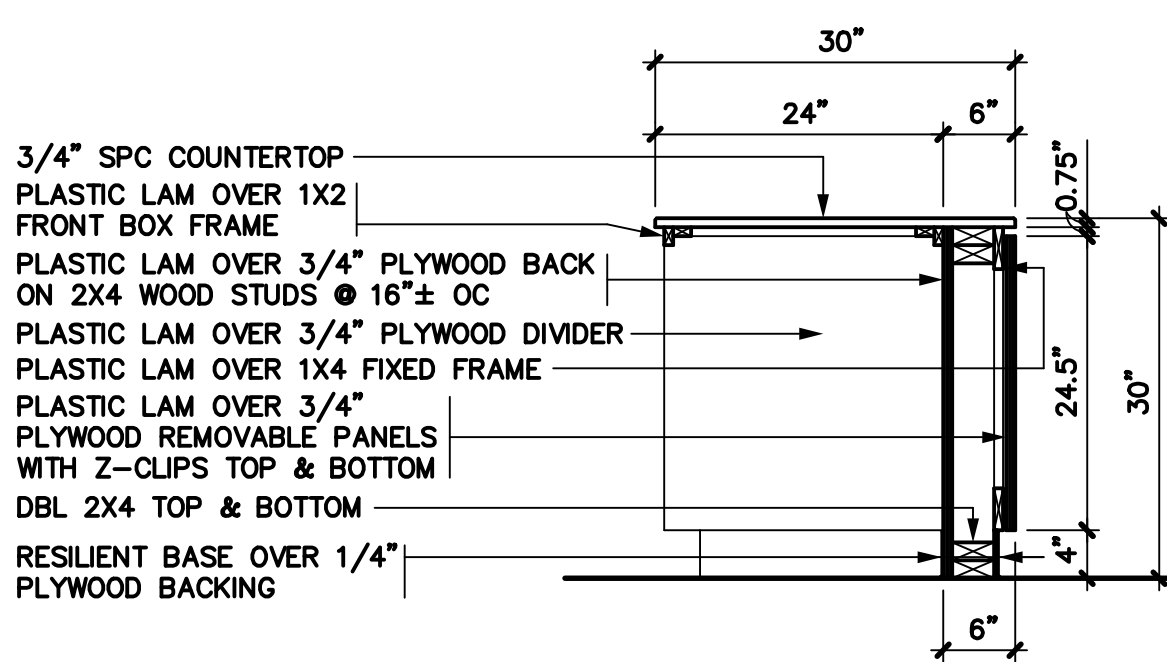 30"
24" 6"
3/4" SPC COUNTERTOP
0.75"
PLASTIC LAM OVER 1X2
FRONT BOX FRAME
PLASTIC LAM OVER 3/4" PLYWOOD BACK
ON 2X4 WOOD STUDS @ 16"± OC
PLASTIC LAM OVER 3/4" PLYWOOD DIVIDER
PLASTIC LAM OVER 1X4 FIXED FRAME
24.5"
30"
PLASTIC LAM OVER 3/4"
PLYWOOD REMOVABLE PANELS
WITH Z-CLIPS TOP & BOTTOM
DBL 2X4 TOP & BOTTOM
RESILIENT BASE OVER 1/4"
PLYWOOD BACKING
4"
6"